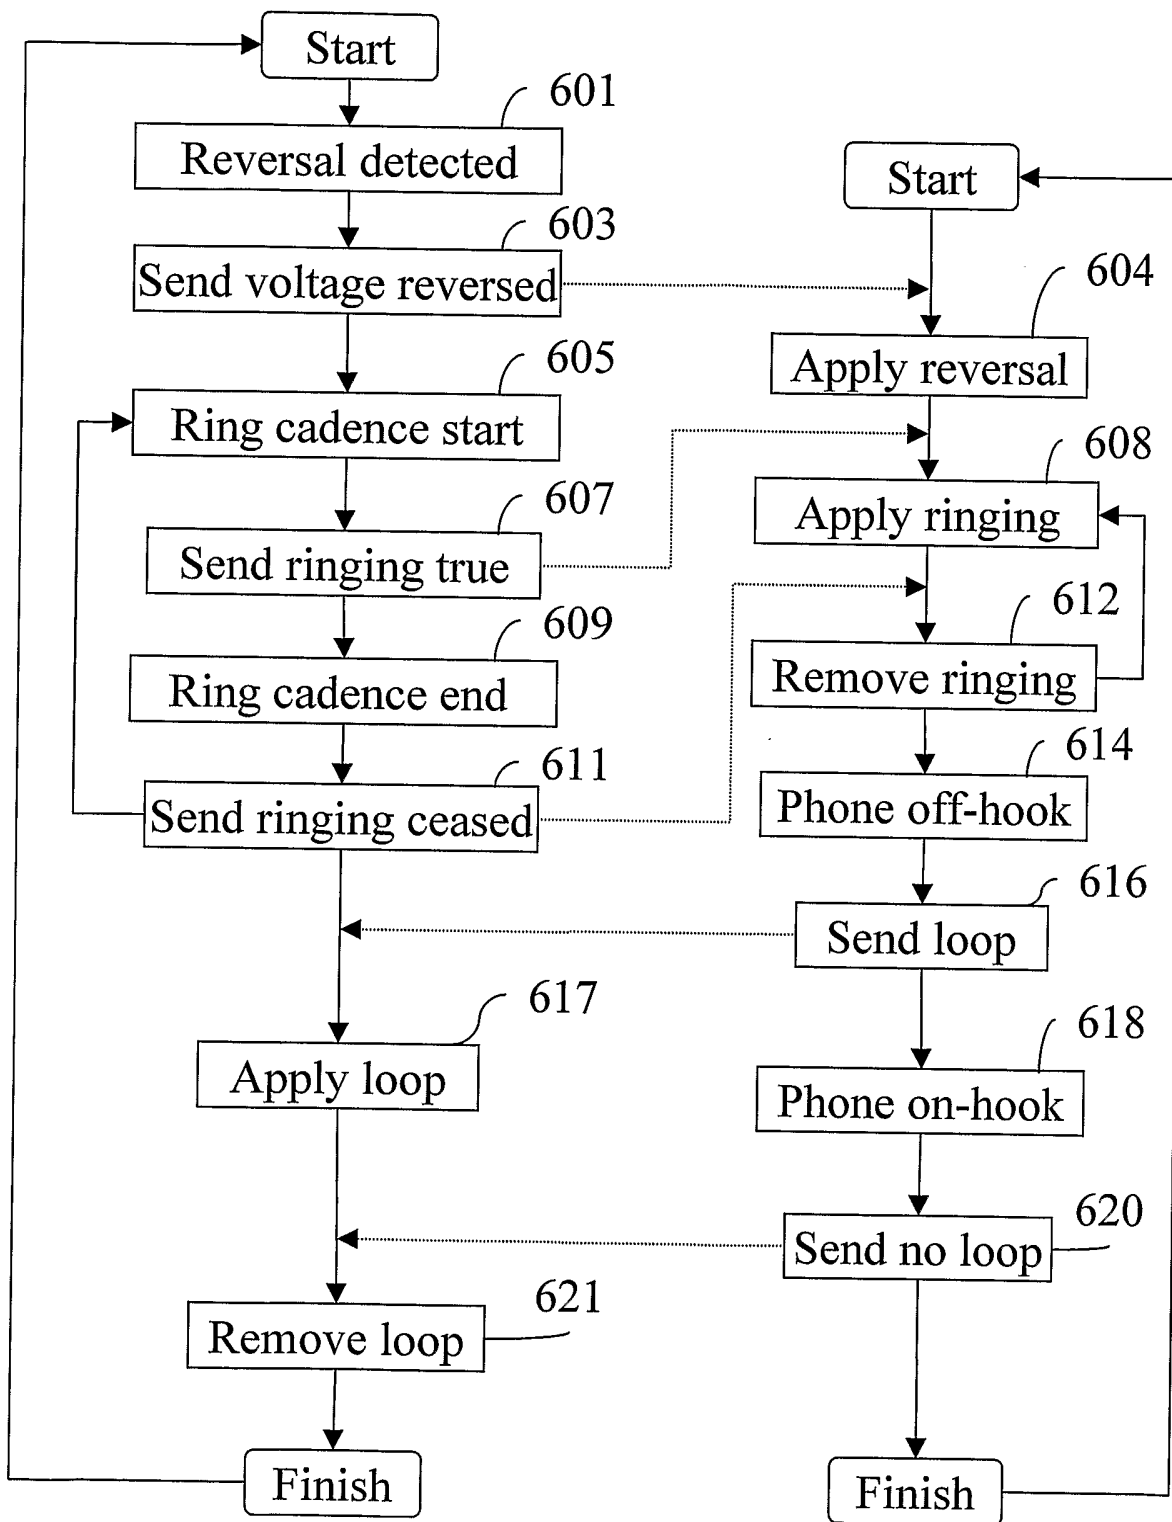 Start
601
Reversal detected
603
Send voltage reversed
605
Ring cadence start
607
Send ringing true
609
Ring cadence end
611
Send ringing ceased
617
Apply loop
621
Remove loop
Finish
Start
604
Apply reversal
608
Apply ringing
612
Remove ringing
614
Phone off-hook
616
Send loop
618
Phone on-hook
620
Send no loop
Finish